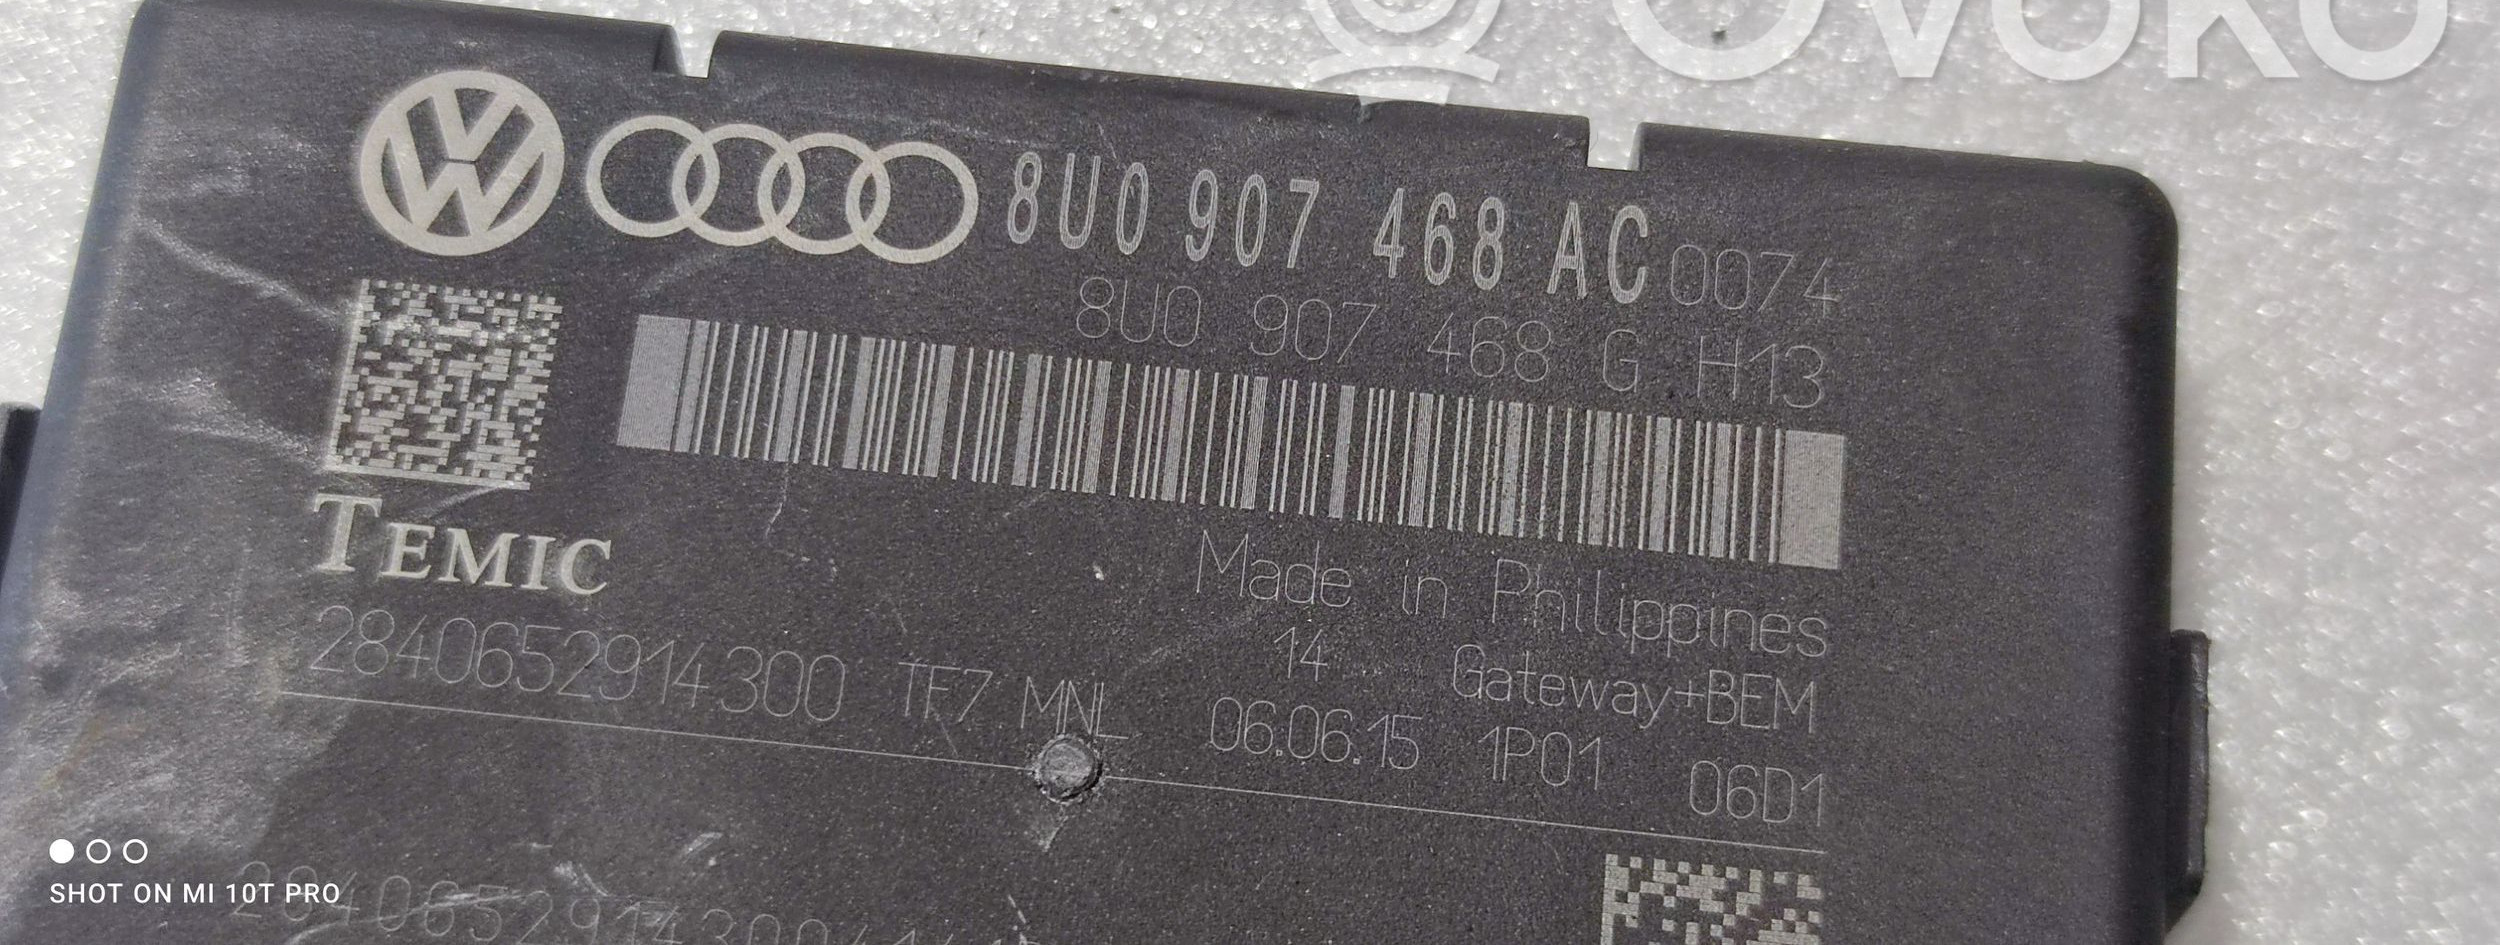 OVOKO
8U0 907 468 AC 0074
8U0 907 468 G H13
TEMIC
Made in Philippines
14 Gateway+BEM
2840652914300 TF7 MNL 06.06.15 1P01 06D1
SHOT ON MI 10T PRO